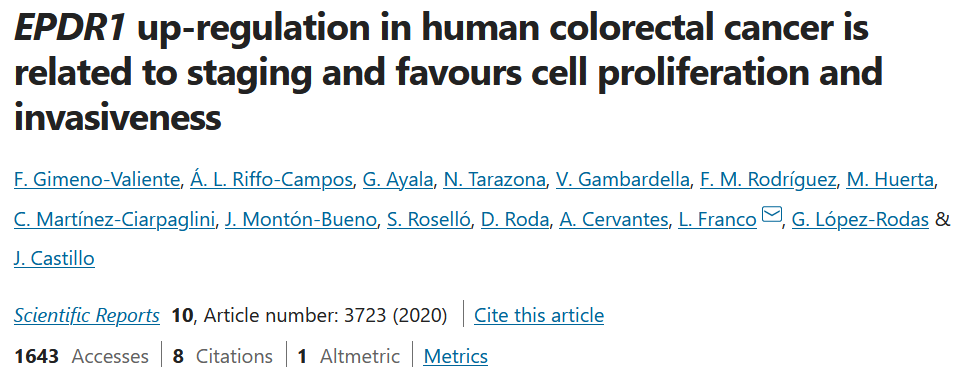 EPDR1 up-regulation in human colorectal cancer is
related to staging and favours cell proliferation and
invasiveness
F. Gimeno-Valiente, Á. L. Riffo-Campos, G. Ayala, N. Tarazona, V. Gambardella, F. M. Rodríguez, M. Huerta,
C. Martínez-Ciarpaglini, J. Montón-Bueno, S. Roselló, D. Roda, A. Cervantes, L. Franco, G. López-Rodas &
J. Castillo
Scientific Reports 10, Article number: 3723 (2020) Cite this article
1643 Accesses 8 Citations 1 Altmetric Metrics